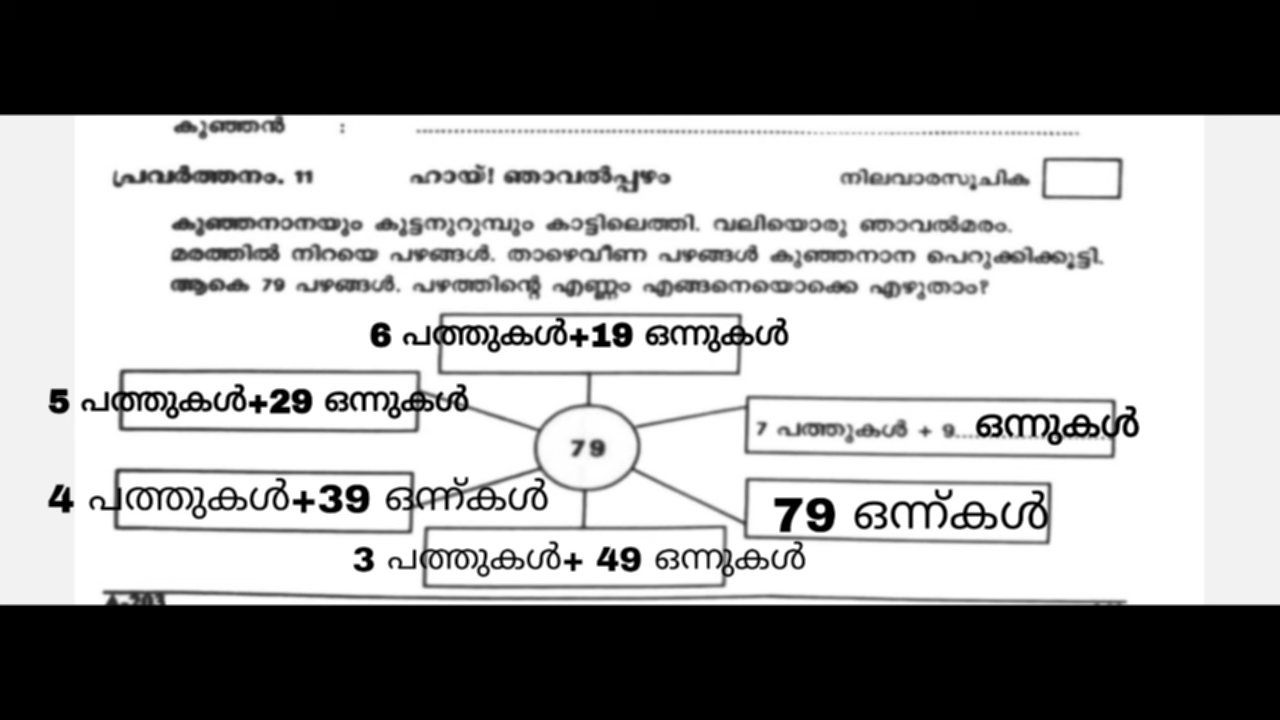 കുഞ്ഞൻ : ........................................................
പ്രവർത്തനം. 11 ഹായ്! ഞാവൽപ്പഴം നിലവാരസൂചിക
കുഞ്ഞനാനയും കുട്ടനുറുമ്പും കാട്ടിലെത്തി. വലിയൊരു ഞാവൽമരം.
മരത്തിൽ നിറയെ പഴങ്ങൾ. താഴെവീണ പഴങ്ങൾ കുഞ്ഞനാന പെറുക്കിക്കൂട്ടി.
ആകെ 79 പഴങ്ങൾ. പഴത്തിന്റെ എണ്ണം എങ്ങനെയൊക്കെ എഴുതാം?
6 പത്തുകൾ+19 ഒന്നുകൾ
5 പത്തുകൾ+29 ഒന്നുകൾ
7 പത്തുകൾ + 9.... ഒന്നുകൾ
79
4 പത്തുകൾ+39 ഒന്ന്കൾ
79 ഒന്ന്കൾ
3 പത്തുകൾ+ 49 ഒന്നുകൾ